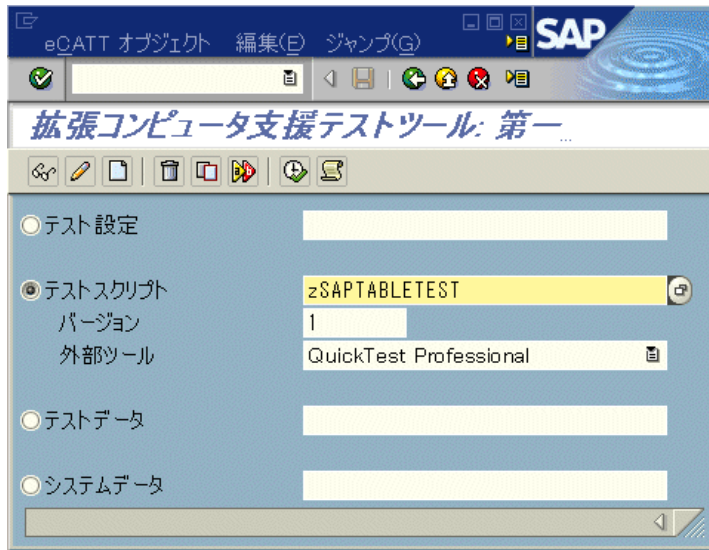 eCATT オブジェクト 編集(E) ジャンプ(G)
SAP
拡張コンピュータ支援テストツール: 第一...
テスト設定
テストスクリプト zSAPTABLETEST
バージョン 1
外部ツール QuickTest Professional
テストデータ
システムデータ